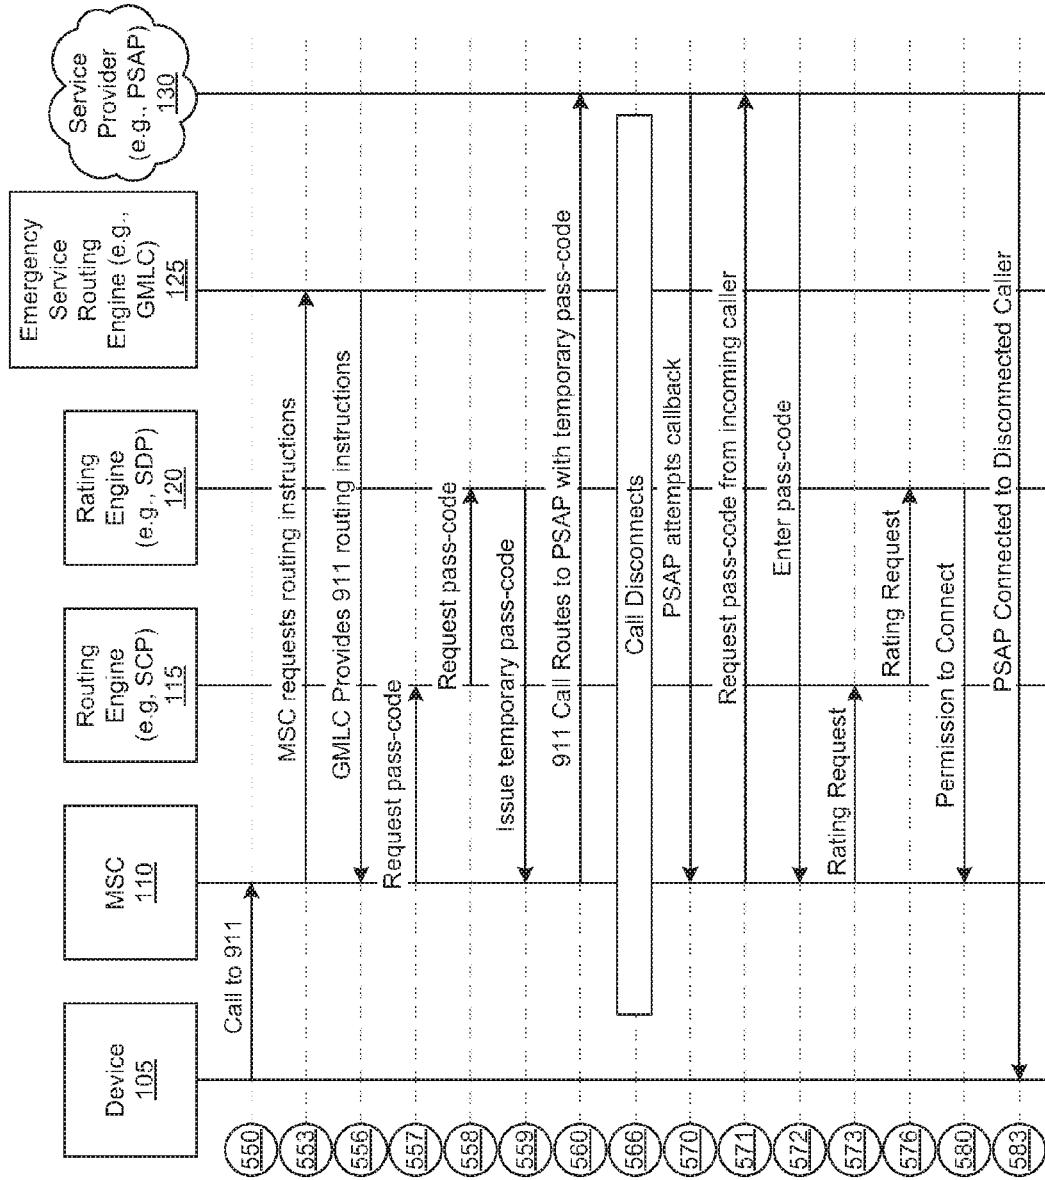 Device
105
MSC
110
Routing
Engine
(e.g, SCP)
115
Rating
Engine
(e.g., SDP)
120
Emergency
Service
Routing
Engine (e.g.,
GMLC)
125
Service
Provider
(e.g., PSAP)
130
550
Call to 911
553
MSC requests routing instructions
556
GMLC Provides 911 routing instructions
557
Request pass-code
558
Request pass-code
559
Issue temporary pass-code
560
911 Call Routes to PSAP with temporary pass-code
566
Call Disconnects
570
PSAP attempts callback
571
Request pass-code from incoming caller
572
Enter pass-code
573
Rating Request
576
Rating Request
580
Permission to Connect
583
PSAP Connected to Disconnected Caller